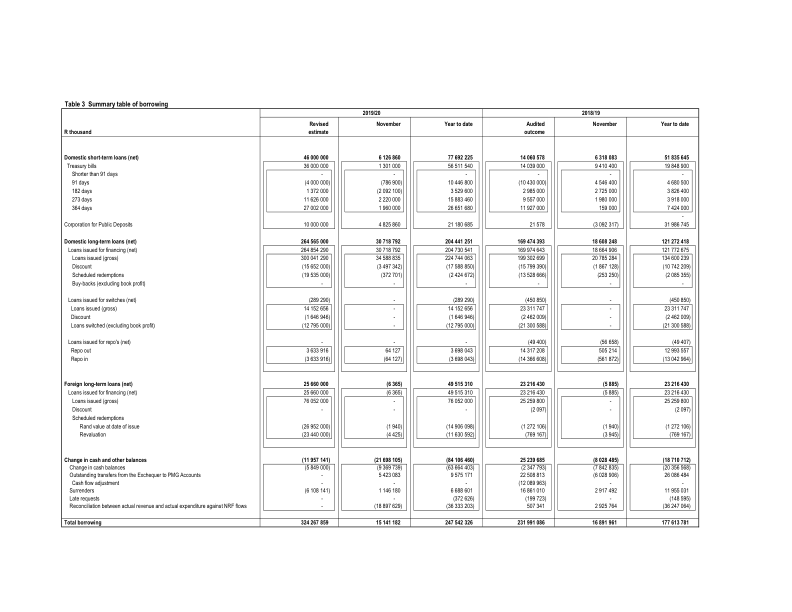 Table 3 Summary table of borrowing
2019/20 2018/19
Revised November Year to date Audited November Year to date
R thousand estimate outcome
Domestic short-term loans (net) 46 000 000 6 126 860 77 692 225 14 060 578 6 318 083 51 835 645
Treasury bills 36 000 000 1 301 000 56 511 540 14 039 000 9 410 400 19 848 900
Shorter than 91 days - - - - - -
91 days (4 000 000) (786 900) 10 446 800 (10 430 000) 4 546 400 4 680 500
182 days 1 372 000 (2 092 100) 3 529 600 2 985 000 2 725 000 3 826 400
273 days 11 626 000 2 220 000 15 883 460 9 557 000 1 980 000 3 918 000
364 days 27 002 000 1 960 000 26 651 680 11 927 000 159 000 7 424 000
-
Corporation for Public Deposits 10 000 000 4 825 860 21 180 685 21 578 (3 092 317) 31 986 745
Domestic long-term loans (net) 264 565 000 30 718 792 204 441 251 169 474 393 18 608 248 121 272 418
Loans issued for financing (net) 264 854 290 30 718 792 204 730 541 169 974 643 18 664 906 121 772 675
Loans issued (gross) 300 041 290 34 588 835 224 744 063 199 302 699 20 785 284 134 600 239
Discount (15 652 000) (3 497 342) (17 588 850) (15 799 390) (1 867 128) (10 742 209)
Scheduled redemptions (19 535 000) (372 701) (2 424 672) (13 528 666) (253 250) (2 085 355)
Buy-backs (excluding book profit) - - - - - -
Loans issued for switches (net) (289 290) - (289 290) (450 850) - (450 850)
Loans issued (gross) 14 152 656 - 14 152 656 23 311 747 - 23 311 747
Discount (1 646 946) - (1 646 946) (2 462 009) - (2 462 009)
Loans switched (excluding book profit) (12 795 000) - (12 795 000) (21 300 588) - (21 300 588)
Loans issued for repo's (net) - - - (49 400) (56 658) (49 407)
Repo out 3 633 916 64 127 3 698 043 14 317 208 505 214 12 993 557
Repo in (3 633 916) (64 127) (3 698 043) (14 366 608) (561 872) (13 042 964)
Foreign long-term loans (net) 25 660 000 (6 365) 49 515 310 23 216 430 (5 885) 23 216 430
Loans issued for financing (net) 25 660 000 (6 365) 49 515 310 23 216 430 (5 885) 23 216 430
Loans issued (gross) 76 052 000 - 76 052 000 25 259 800 - 25 259 800
Discount - - - (2 097) - (2 097)
Scheduled redemptions
Rand value at date of issue (26 952 000) (1 940) (14 906 098) (1 272 106) (1 940) (1 272 106)
Revaluation (23 440 000) (4 425) (11 630 592) (769 167) (3 945) (769 167)
Change in cash and other balances (11 957 141) (21 698 105) (84 106 460) 25 239 685 (8 028 485) (18 710 712)
Change in cash balances (5 849 000) (9 369 739) (63 664 403) (2 347 793) (7 842 835) (20 356 568)
Outstanding transfers from the Exchequer to PMG Accounts - 5 423 083 9 575 171 22 508 813 (6 028 906) 26 086 484
Cash flow adjustment - - - (12 089 963) - -
Surrenders (6 108 141) 1 146 180 6 688 601 16 861 010 2 917 492 11 955 031
Late requests - - (372 626) (199 723) - (148 595)
Reconciliation between actual revenue and actual expenditure against NRF flows - (18 897 629) (36 333 203) 507 341 2 925 764 (36 247 064)
Total borrowing 324 267 859 15 141 182 247 542 326 231 991 086 16 891 961 177 613 781